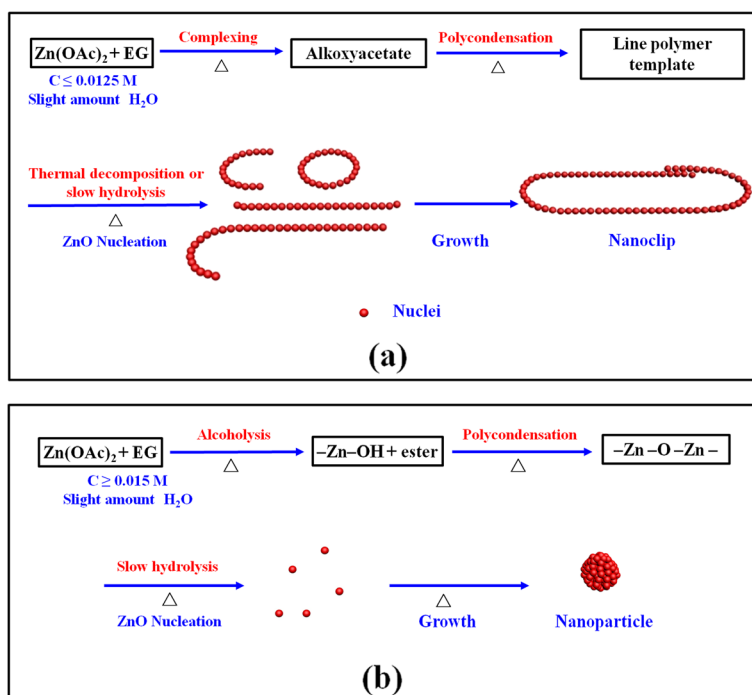 Zn(OAc)₂ + EG
Complexing
△
Alkoxyacetate
Polycondensation
△
Line polymer
template
C ≤ 0.0125 M
Slight amount H₂O
Thermal decomposition or
slow hydrolysis
△
ZnO Nucleation
Growth
Nanoclip
Nuclei
(a)
Zn(OAc)₂ + EG
Alcoholysis
△
–Zn–OH + ester
Polycondensation
△
–Zn –O –Zn –
C ≥ 0.015 M
Slight amount H₂O
Slow hydrolysis
△
ZnO Nucleation
△
Growth
Nanoparticle
(b)